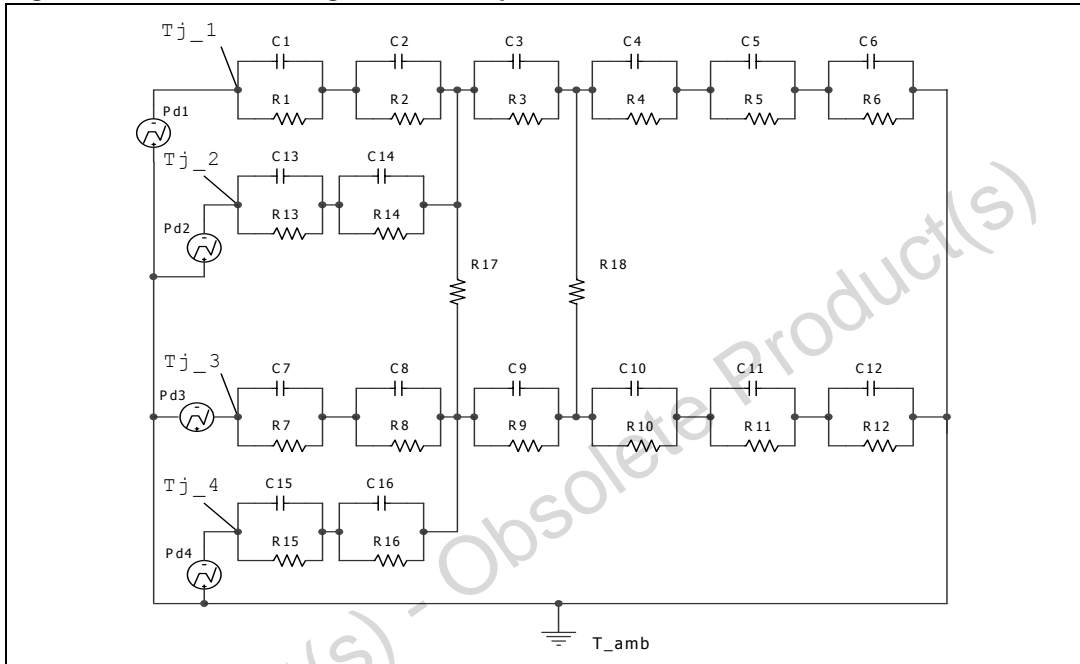 Tj_1
C1 C2 C3 C4 C5 C6
R1 R2 R3 R4 R5 R6
Pd1
Tj_2
C13 C14
R13 R14
Pd2
R17 R18
Tj_3
C7 C8 C9 C10 C11 C12
Pd3
R7 R8 R9 R10 R11 R12
Tj_4
C15 C16
R15 R16
Pd4
T_amb
(s) - Obsolete Product(s)